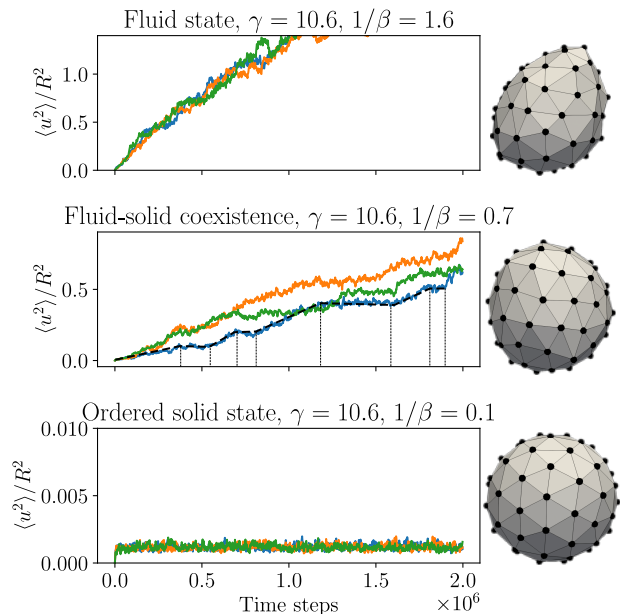 Fluid state, γ = 10.6, 1/β = 1.6
⟨u²⟩/R²
1.0
0.5
0.0
Fluid-solid coexistence, γ = 10.6, 1/β = 0.7
⟨u²⟩/R²
0.5
0.0
Ordered solid state, γ = 10.6, 1/β = 0.1
⟨u²⟩/R²
0.010
0.005
0.000
0.0 0.5 1.0 1.5 2.0
Time steps ×10⁶